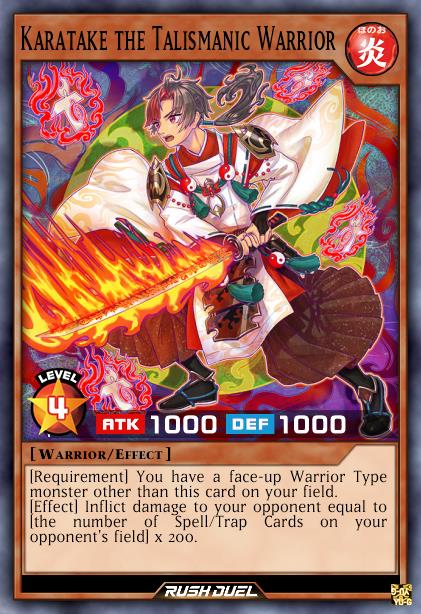 KARATAKE THE TALISMANIC WARRIOR
ほのお
炎
LEVEL
4
ATK 1000 DEF 1000
[WARRIOR/EFFECT]
[Requirement] You have a face-up Warrior Type
monster other than this card on your field.
[Effect] Inflict damage to your opponent equal to
[the number of Spell/Trap Cards on your
opponent's field] x 200.
RUSH DUEL